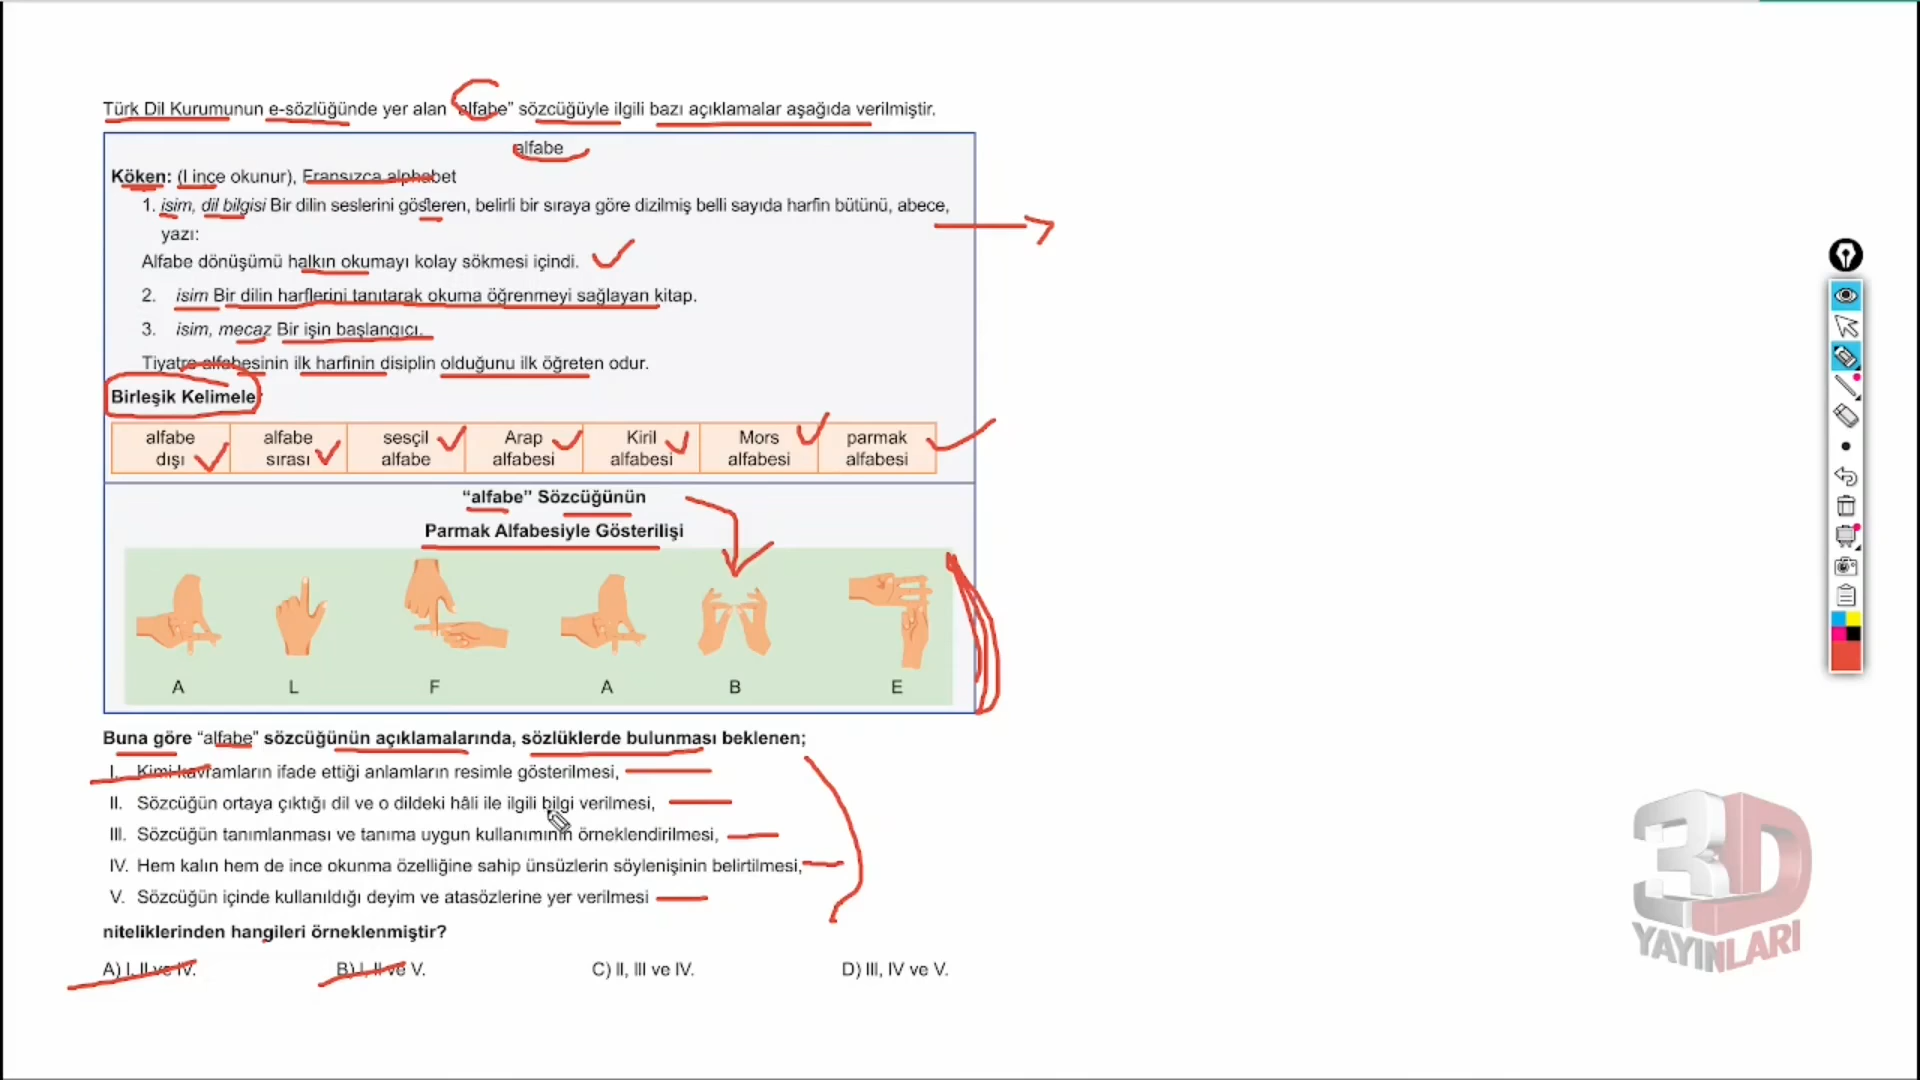 Türk Dil Kurumunun e-sözlüğünde yer alan “alfabe” sözcüğüyle ilgili bazı açıklamalar aşağıda verilmiştir.
alfabe
Köken: (l ince okunur), Fransızca alphabet
1. isim, dil bilgisi Bir dilin seslerini gösteren, belirli bir sıraya göre dizilmiş belli sayıda harfin bütünü, abece,
yazı:
Alfabe dönüşümü halkın okumayı kolay sökmesi içindi.
2. isim Bir dilin harflerini tanıtarak okuma öğrenmeyi sağlayan kitap.
3. isim, mecaz Bir işin başlangıcı.
Tiyatro alfabesinin ilk harfinin disiplin olduğunu ilk öğreten odur.
Birleşik Kelimeler
alfabe dışı
alfabe sırası
sesçil alfabe
Arap alfabesi
Kiril alfabesi
Mors alfabesi
parmak alfabesi
“alfabe” Sözcüğünün
Parmak Alfabesiyle Gösterilişi
A L F A B E
Buna göre “alfabe” sözcüğünün açıklamalarında, sözlüklerde bulunması beklenen;
I. Kimi kavramların ifade ettiği anlamların resimle gösterilmesi,
II. Sözcüğün ortaya çıktığı dil ve o dildeki hâli ile ilgili bilgi verilmesi,
III. Sözcüğün tanımlanması ve tanıma uygun kullanımının örneklendirilmesi,
IV. Hem kalın hem de ince okunma özelliğine sahip ünsüzlerin söylenişinin belirtilmesi,
V. Sözcüğün içinde kullanıldığı deyim ve atasözlerine yer verilmesi
niteliklerinden hangileri örneklenmiştir?
A) I, II ve IV. B) I, II ve V. C) II, III ve IV. D) III, IV ve V.
3D
YAYINLARI